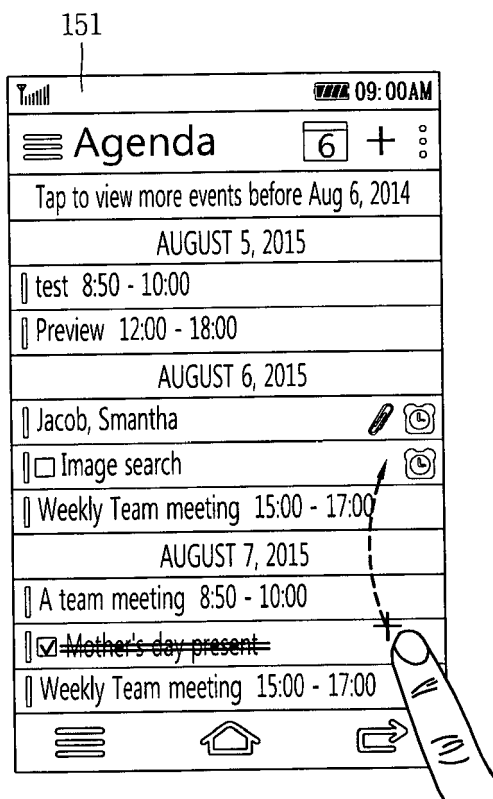 151
09:00AM
Agenda
6
Tap to view more events before Aug 6, 2014
AUGUST 5, 2015
test 8:50 - 10:00
Preview 12:00 - 18:00
AUGUST 6, 2015
Jacob, Smantha
Image search
Weekly Team meeting 15:00 - 17:00
AUGUST 7, 2015
A team meeting 8:50 - 10:00
Mother's day present
Weekly Team meeting 15:00 - 17:00